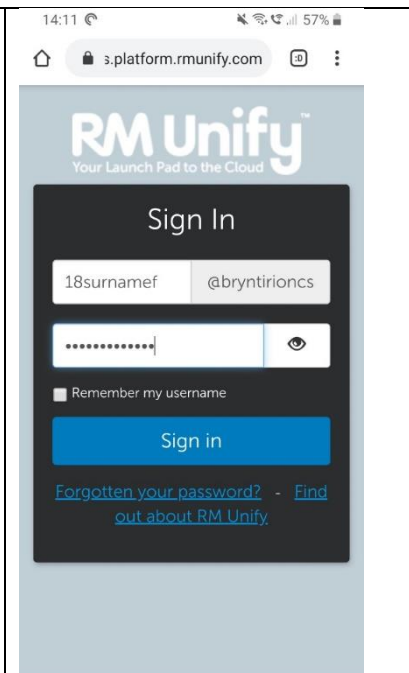 14:11 57%
s.platform.rmunify.com :D
RM Unify™
Your Launch Pad to the Cloud
Sign In
18surnamef @bryntirioncs
•••••••••••••
Remember my username
Sign in
Forgotten your password? - Find
out about RM Unify